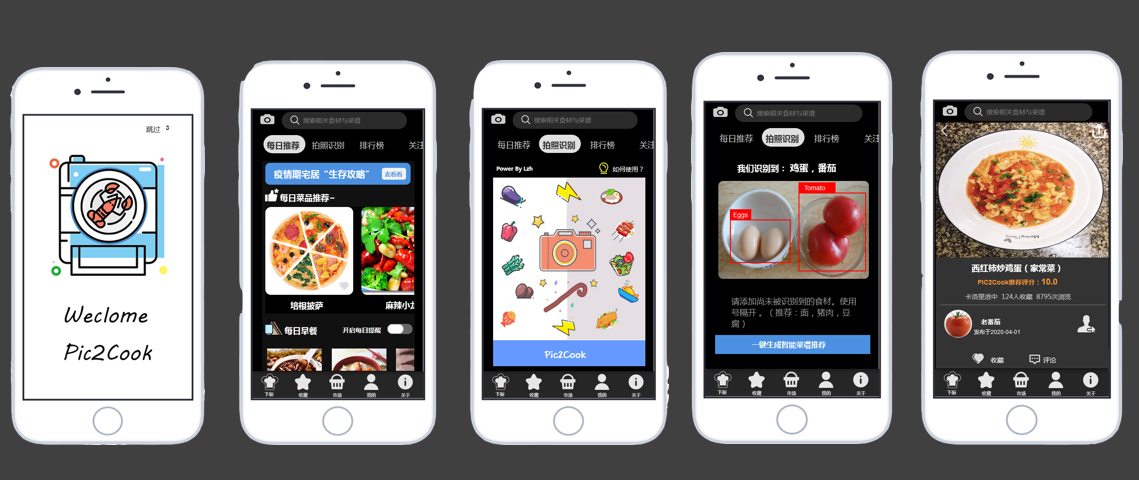 跳过 3
Weclome
Pic2Cook
搜索相关食材与菜谱
每日推荐 拍照识别 排行榜 关注
疫情期宅居“生存攻略” 去看看
每日菜品推荐~
培根披萨 麻辣小龙
每日早餐 开启每日提醒
下厨 收藏 市场 我的 关于
搜索相关食材与菜谱
每日推荐 拍照识别 排行榜 关注
Power By Lzh 如何使用？
Pic2Cook
下厨 收藏 市场 我的 关于
搜索相关食材与菜谱
每日推荐 拍照识别 排行榜 关注
我们识别到：鸡蛋，番茄
Tomato
Eggs
请添加尚未被识别到的食材。使用
号隔开 。（推荐：面，猪肉，豆
腐）
一键生成智能菜谱推荐
下厨 收藏 市场 我的 关于
搜索相关食材与菜谱
西红柿炒鸡蛋（家常菜）
PIC2Cook推荐评分：10.0
卡路里适中 124人收藏 8795次浏览
老番茄
发布于2020-04-01
收藏 评论
下厨 收藏 市场 我的 关于